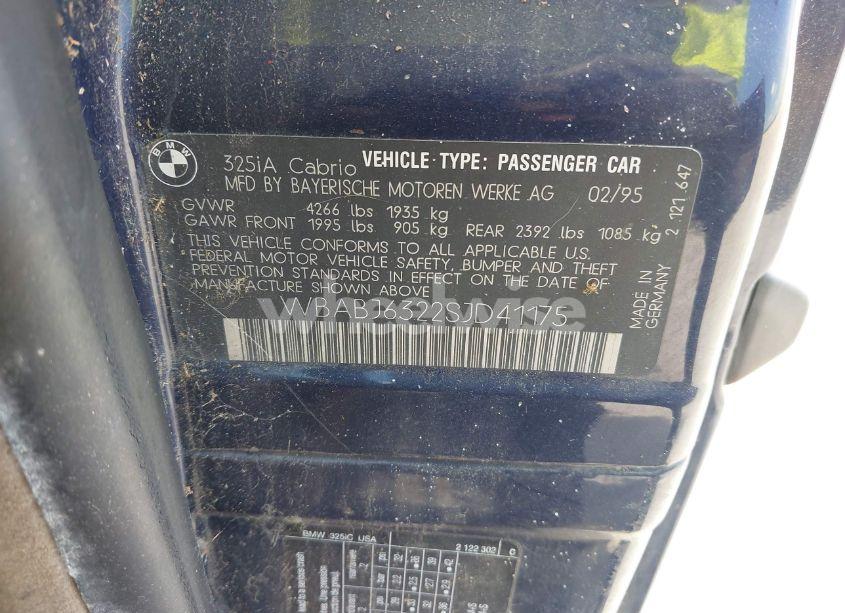 BMW
325iA Cabrio VEHICLE TYPE: PASSENGER CAR
MFD BY BAYERISCHE MOTOREN WERKE AG 02/95
GVWR 4266 lbs 1935 kg
GAWR FRONT 1995 lbs 905 kg REAR 2392 lbs 1085 kg
THIS VEHICLE CONFORMS TO ALL APPLICABLE U.S.
FEDERAL MOTOR VEHICLE SAFETY, BUMPER AND THEFT
PREVENTION STANDARDS IN EFFECT ON THE DATE OF
MANUFACTURE SHOWN ABOVE
WBABJ6322SJD41175
MADE IN
GERMANY
2 121 647
wheelwise
BMW 325iC USA 2 122 302 C